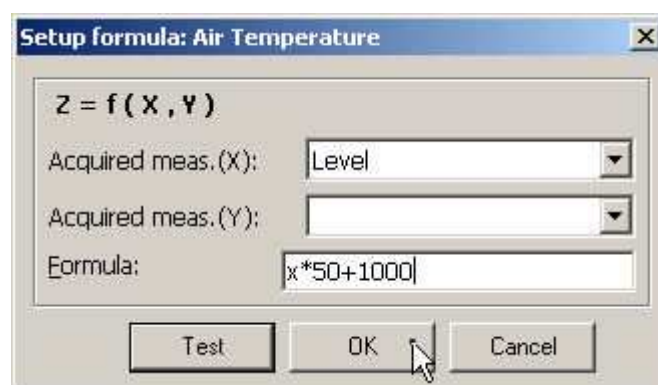 Setup formula: Air Temperature
Z = f ( X , Y )
Acquired meas.(X): Level
Acquired meas.(Y):
Formula: x*50+1000
Test OK Cancel